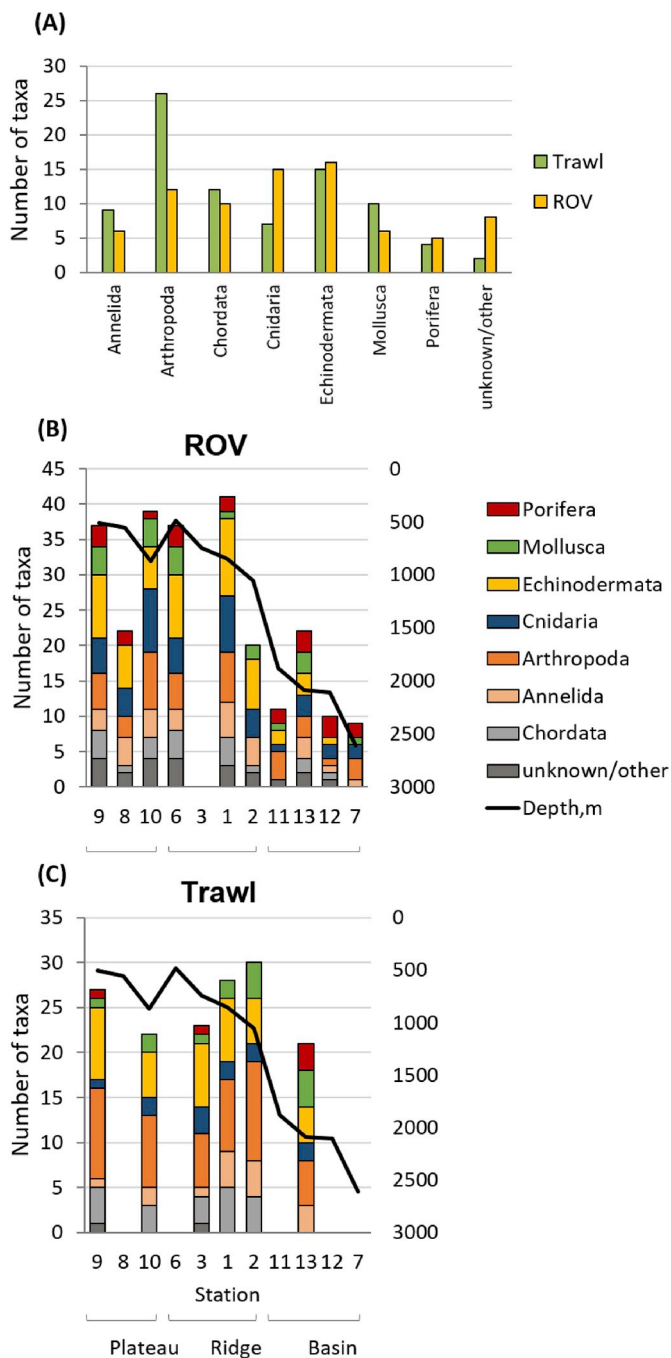 (A)
30
25
20
15
10
5
0
Number of taxa
Annelida
Arthropoda
Chordata
Cnidaria
Echinodermata
Mollusca
Porifera
unknown/other
Trawl
ROV
(B)
ROV
45
40
35
30
25
20
15
10
5
0
Number of taxa
0
500
1000
1500
2000
2500
3000
9 8 10 6 3 1 2 11 13 12 7
Porifera
Mollusca
Echinodermata
Cnidaria
Arthropoda
Annelida
Chordata
unknown/other
Depth,m
(C)
Trawl
35
30
25
20
15
10
5
0
Number of taxa
0
500
1000
1500
2000
2500
3000
9 8 10 6 3 1 2 11 13 12 7
Station
Plateau Ridge Basin